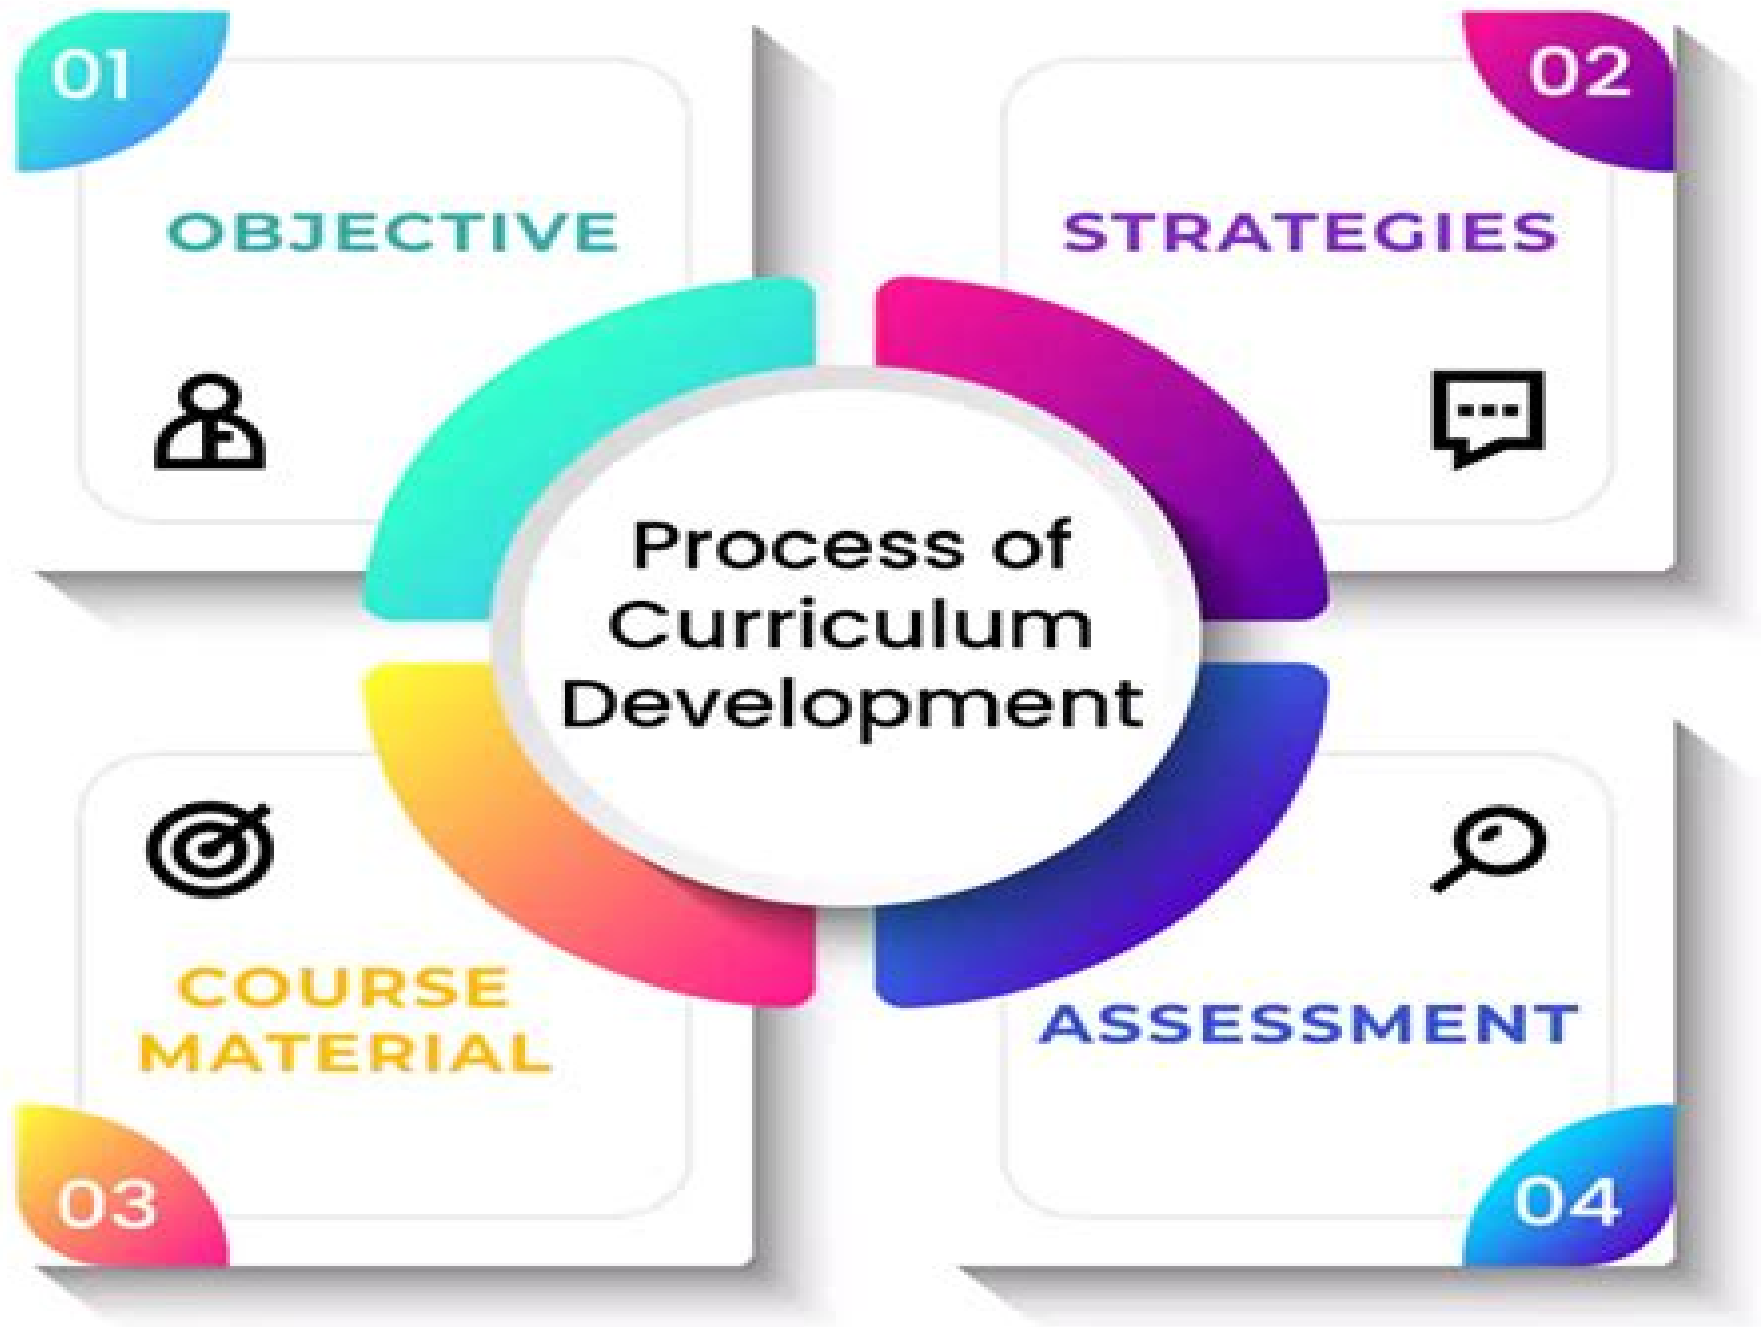 01
OBJECTIVE
02
STRATEGIES
Process of
Curriculum
Development
COURSE
MATERIAL
03
ASSESSMENT
04